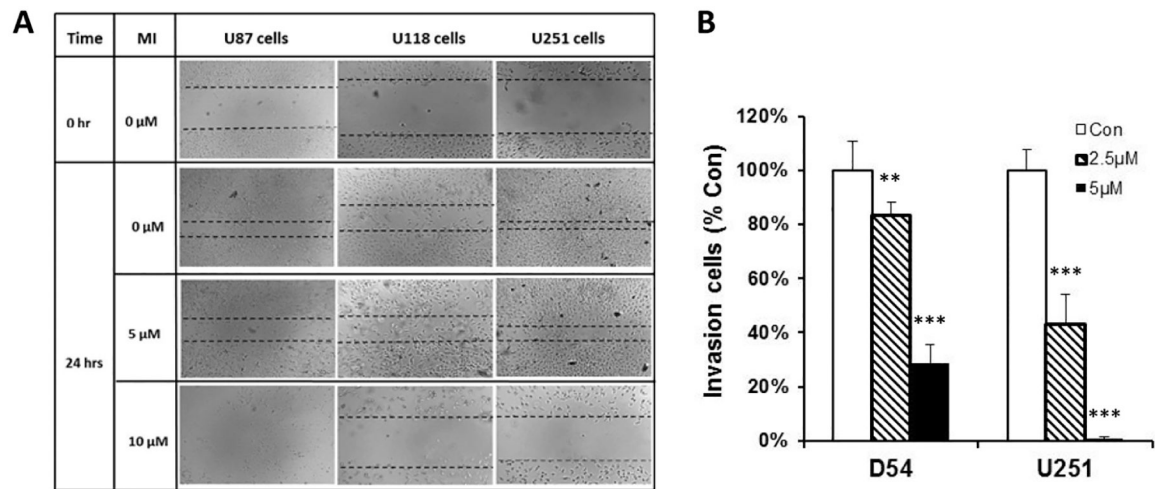 A
Time MI U87 cells U118 cells U251 cells
0 hr 0 µM
0 µM
24 hrs 5 µM
10 µM
B
Invasion cells (% Con)
120%
100%
80%
60%
40%
20%
0%
Con
2.5µM
5µM
**
***
***
***
D54 U251